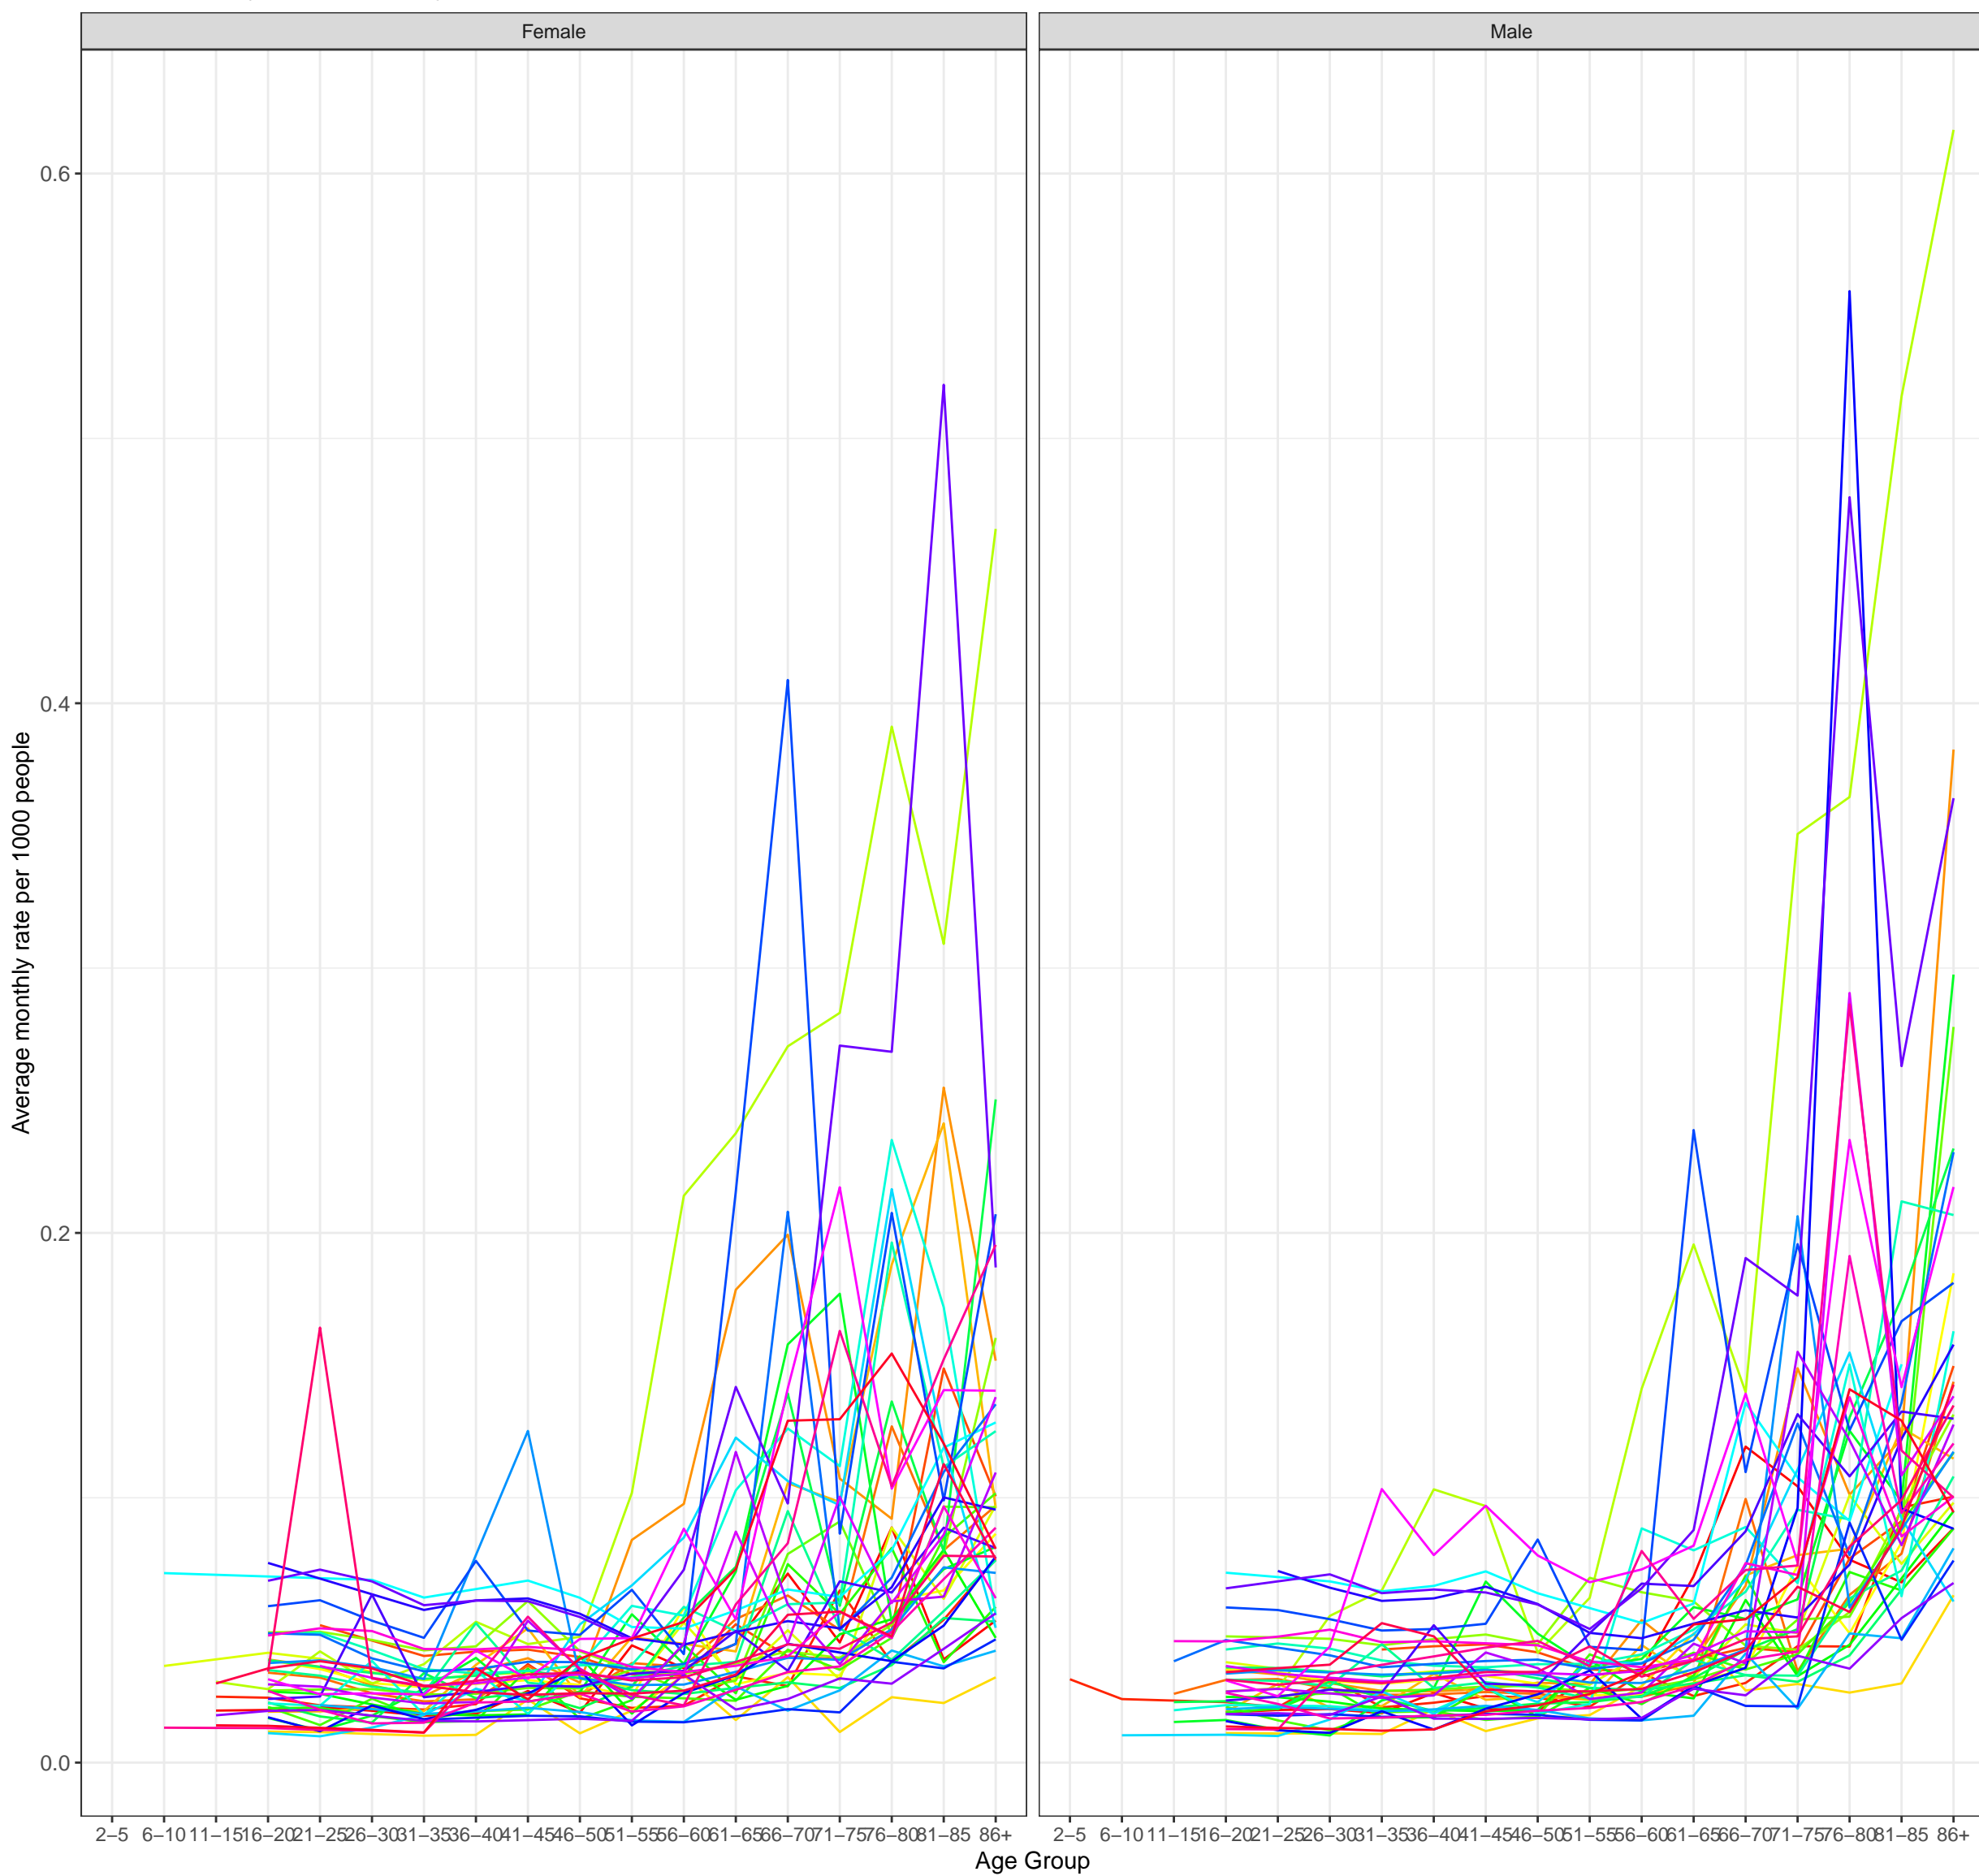 Female
Male
0.6
0.4
0.2
0.0
Average monthly rate per 1000 people
2–5 6–10 11–15 16–20 21–25 26–30 31–35 36–40 41–45 46–50 51–55 56–60 61–65 66–70 71–75 76–80 81–85 86+
2–5 6–10 11–15 16–20 21–25 26–30 31–35 36–40 41–45 46–50 51–55 56–60 61–65 66–70 71–75 76–80 81–85 86+
Age Group